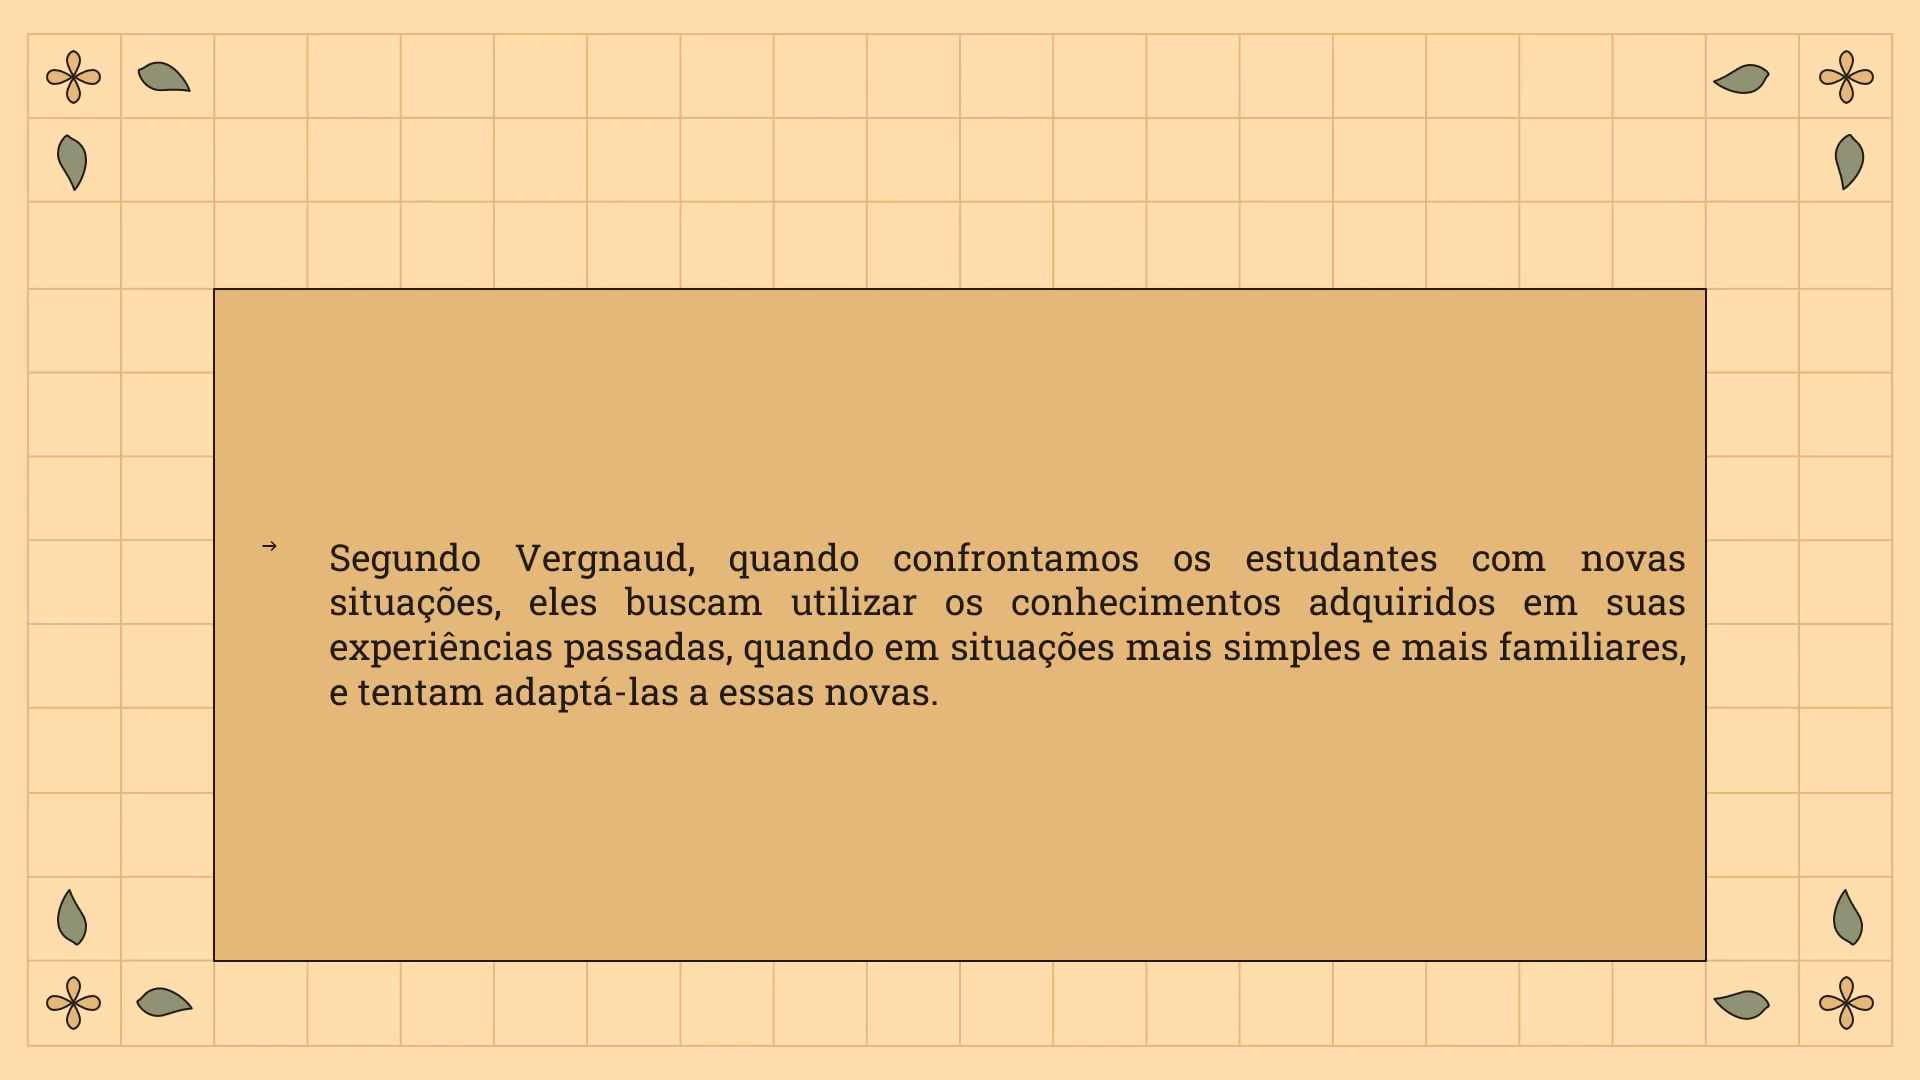 → Segundo Vergnaud, quando confrontamos os estudantes com novas
situações, eles buscam utilizar os conhecimentos adquiridos em suas
experiências passadas, quando em situações mais simples e mais familiares,
e tentam adaptá-las a essas novas.